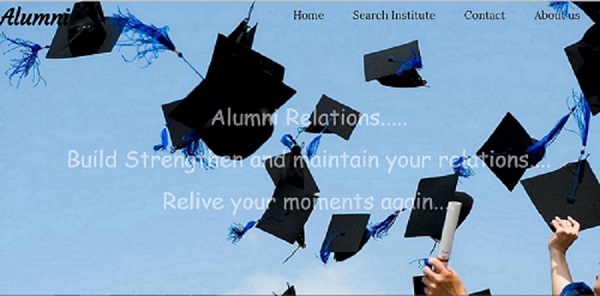 Alumni
Home Search Institute Contact About us
Alumni Relations.....
Build Strengthen and maintain your relations....
Relive your moments again....